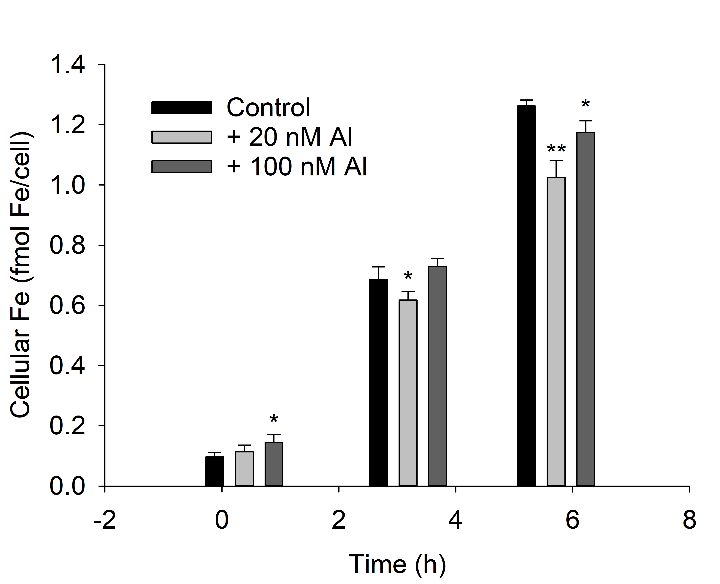 1.4
1.2
1.0
0.8
0.6
0.4
0.2
0.0
Cellular Fe (fmol Fe/cell)
Control
+ 20 nM Al
+ 100 nM Al
*
*
*
**
*
-2 0 2 4 6 8
Time (h)